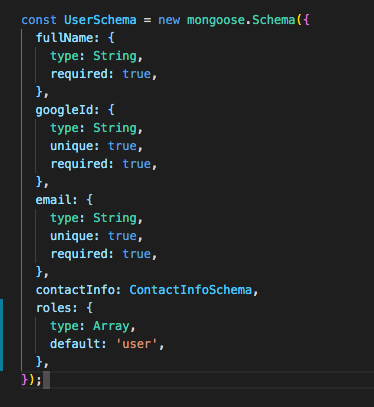 const UserSchema = new mongoose.Schema({
  fullName: {
    type: String,
    required: true,
  },
  googleId: {
    type: String,
    unique: true,
    required: true,
  },
  email: {
    type: String,
    unique: true,
    required: true,
  },
  contactInfo: ContactInfoSchema,
  roles: {
    type: Array,
    default: 'user',
  },
});